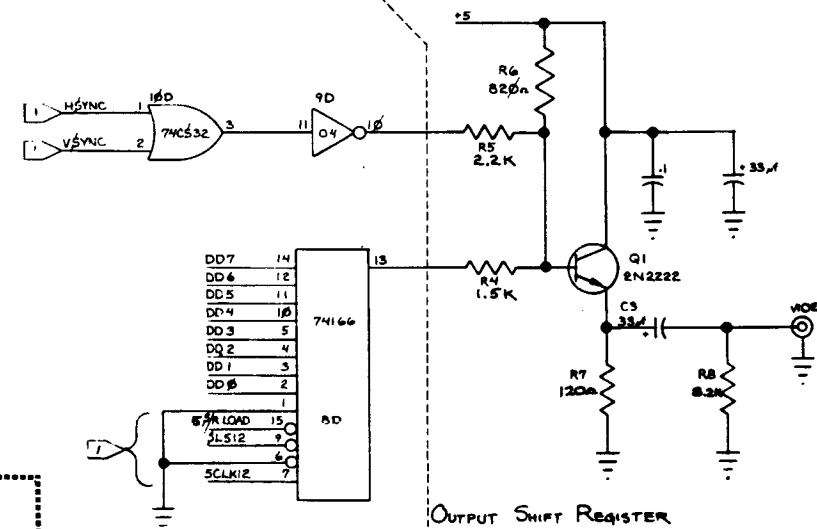 +5
R6
820Ω
10D
9D
1 HSYNC 1
74LS32 3 11 04 10
VSYNC 2
R5
2.2K
.1
+ 33µf
DD7 14 13
DD6 12
R4
1.5K
Q1
2N2222
DD5 11
DD4 10
74166
C3
33µf
+
DD3 5
DD2 4
DD1 3
DD0 2
R7
120Ω
R8
8.2K
1
LOAD 15
8D
9
1
6
7
OUTPUT SHIFT REGISTER